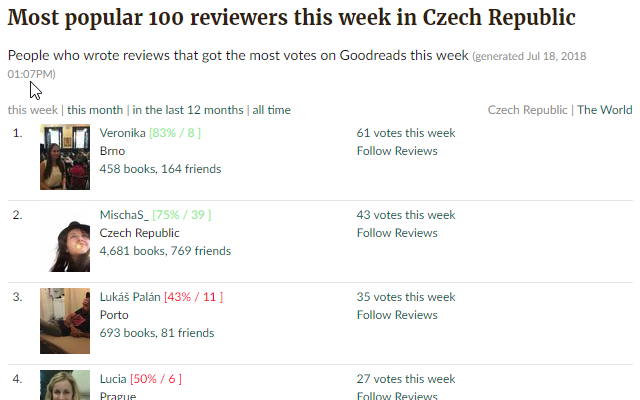 Most popular 100 reviewers this week in Czech Republic
People who wrote reviews that got the most votes on Goodreads this week (generated Jul 18, 2018
01:07PM)
this week | this month | in the last 12 months | all time Czech Republic | The World
1. Veronika [83% / 8 ] 61 votes this week
Brno Follow Reviews
458 books, 164 friends
2. MischaS_ [75% / 39 ] 43 votes this week
Czech Republic Follow Reviews
4,681 books, 769 friends
3. Lukáš Palán [43% / 11 ] 35 votes this week
Porto Follow Reviews
693 books, 81 friends
4. Lucia [50% / 6 ] 27 votes this week
Prague Follow Reviews